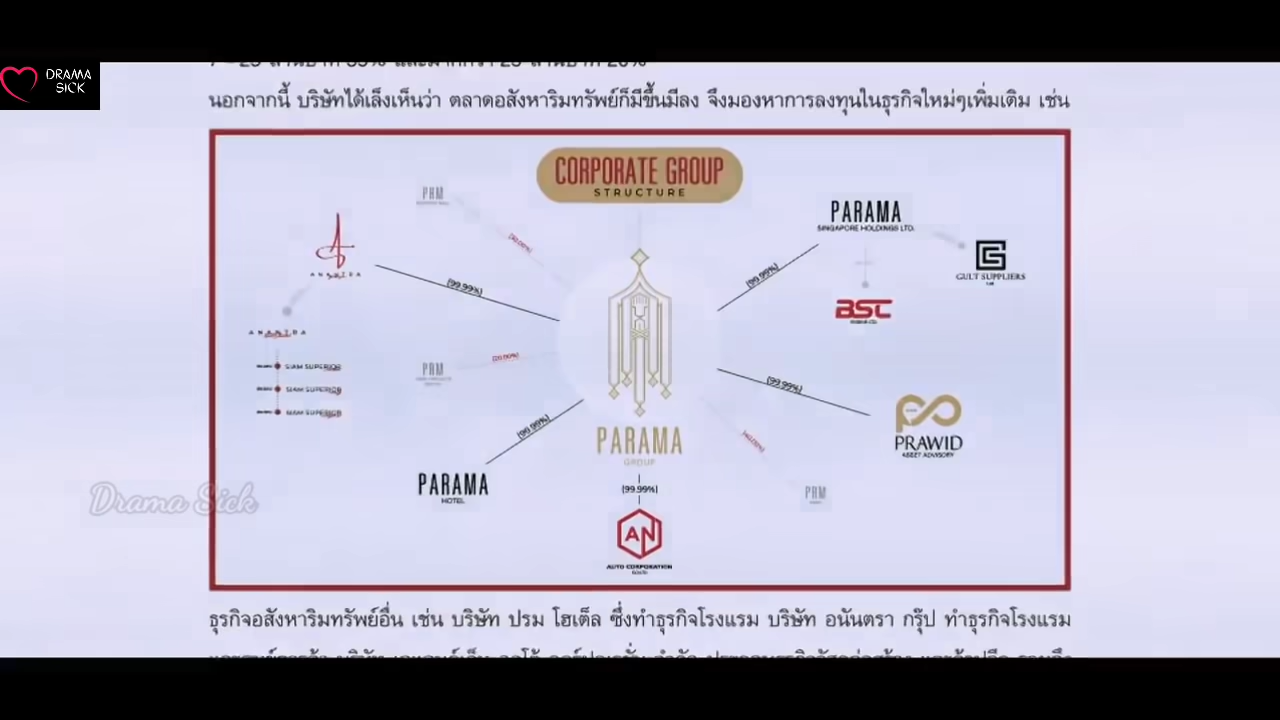 DRAMA
SICK
นอกจากนี้ บริษัทได้เล็งเห็นว่า ตลาดอสังหาริมทรัพย์ก็มีขึ้นมีลง จึงมองหาการลงทุนในธุรกิจใหม่ๆเพิ่มเติม เช่น
CORPORATE GROUP
STRUCTURE
PRM
PARAMA
SINGAPORE HOLDINGS LTD.
(99.99%)
(99.99%)
GULT SUPPLIERS
BSC
SIAM SUPERIOR
SIAM SUPERIOR
SIAM SUPERIOR
PRM
(20.00%)
(99.99%)
(99.99%)
PRAWID
ASSET ADVISORY
PARAMA
GROUP
(40.00%)
PARAMA
HOTEL
(99.99%)
PRM
AN
AUTO CORPORATION
Drama Sick
ธุรกิจอสังหาริมทรัพย์อื่น เช่น บริษัท ปรม โฮเต็ล ซึ่งทำธุรกิจโรงแรม บริษัท อนันตรา กรุ๊ป ทำธุรกิจโรงแรม